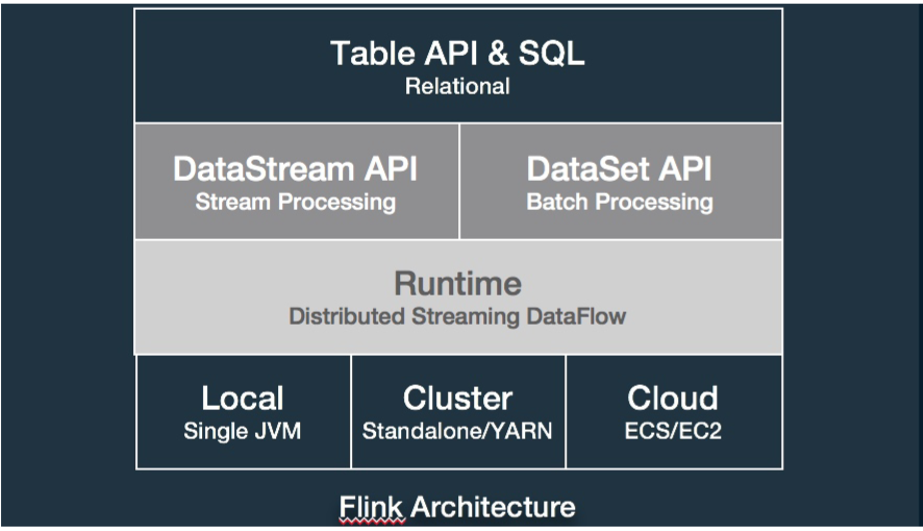 Table API & SQL
Relational
DataStream API
Stream Processing
DataSet API
Batch Processing
Runtime
Distributed Streaming DataFlow
Local
Single JVM
Cluster
Standalone/YARN
Cloud
ECS/EC2
Flink Architecture